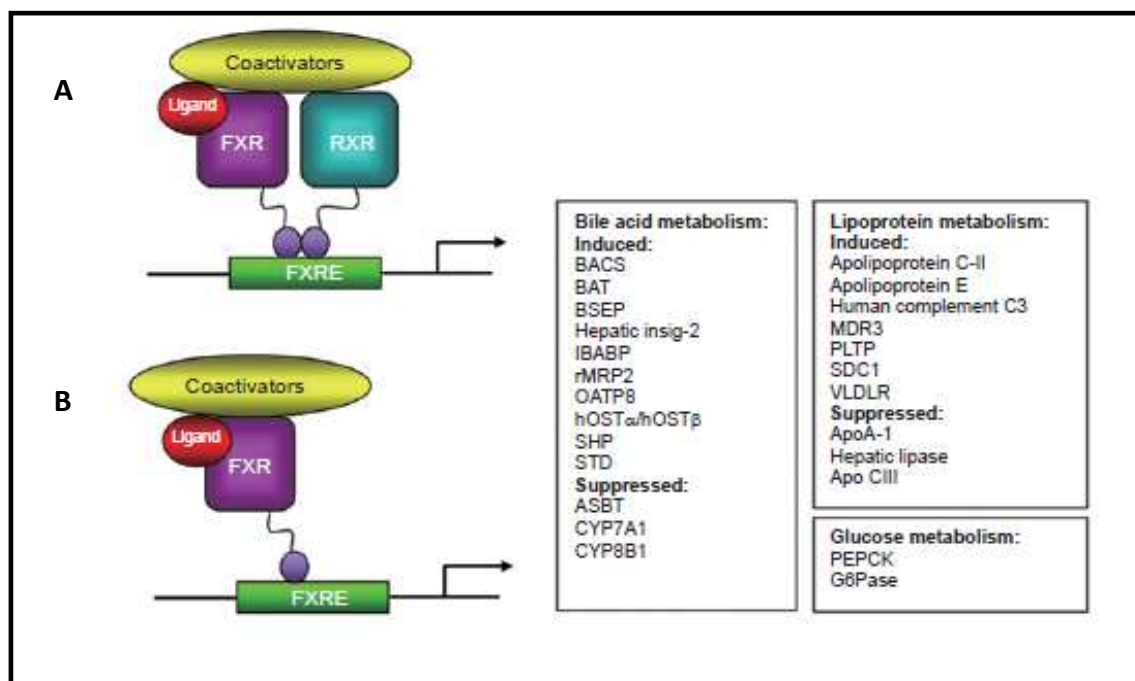 A
Coactivators
Ligand
FXR
RXR
FXRE
B
Coactivators
Ligand
FXR
FXRE
Bile acid metabolism:
Induced:
BACS
BAT
BSEP
Hepatic insig-2
IBABP
rMRP2
OATP8
hOSTα/hOSTβ
SHP
STD
Suppressed:
ASBT
CYP7A1
CYP8B1
Lipoprotein metabolism:
Induced:
Apolipoprotein C-II
Apolipoprotein E
Human complement C3
MDR3
PLTP
SDC1
VLDLR
Suppressed:
ApoA-1
Hepatic lipase
Apo CIII
Glucose metabolism:
PEPCK
G6Pase